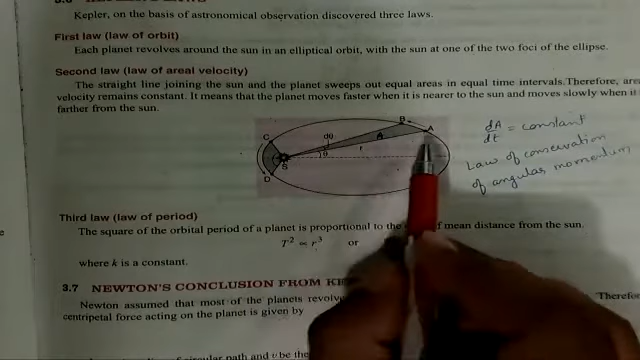 Kepler, on the basis of astronomical observation discovered three laws.
First law (law of orbit)
Each planet revolves around the sun in an elliptical orbit, with the sun at one of the two foci of the ellipse.
Second law (law of areal velocity)
The straight line joining the sun and the planet sweeps out equal areas in equal time intervals.Therefore,
velocity remains constant. It means that the planet moves faster when it is nearer to the sun and moves slowly when it
farther from the sun.
B
A
C
dθ
θ
r
S
D
dA/dt = constant
Law of conservation
of angular momentum
Third law (law of period)
The square of the orbital period of a planet is proportional to the of mean distance from the sun.
T² ∝ r³ or
where k is a constant.
3.7 NEWTON'S CONCLUSION FROM
Newton assumed that most of the planets Therefor
centripetal force acting on the planet is given by
of circular path and v be the